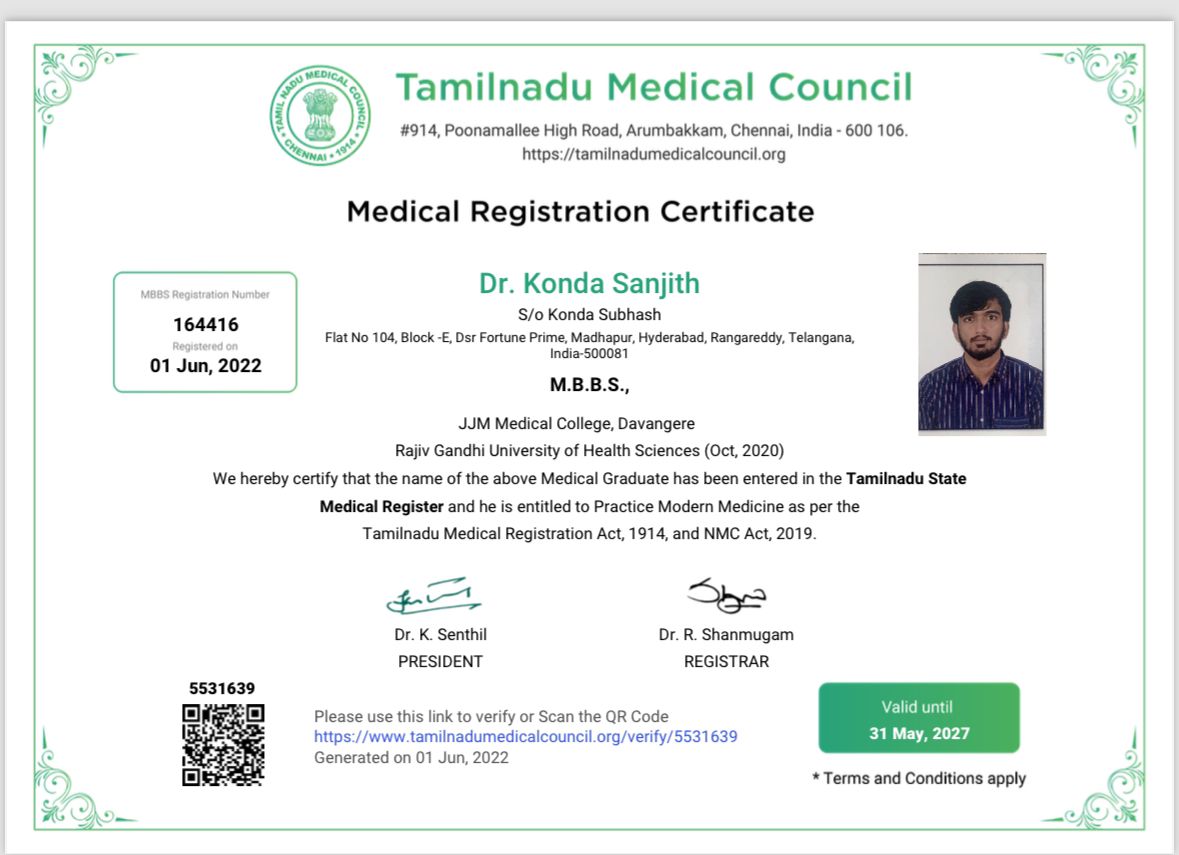 TAMIL NADU MEDICAL COUNCIL
CHENNAI • 1914
Tamilnadu Medical Council
#914, Poonamallee High Road, Arumbakkam, Chennai, India - 600 106.
https://tamilnadumedicalcouncil.org
Medical Registration Certificate
MBBS Registration Number
164416
Registered on
01 Jun, 2022
Dr. Konda Sanjith
S/o Konda Subhash
Flat No 104, Block -E, Dsr Fortune Prime, Madhapur, Hyderabad, Rangareddy, Telangana,
India-500081
M.B.B.S.,
JJM Medical College, Davangere
Rajiv Gandhi University of Health Sciences (Oct, 2020)
We hereby certify that the name of the above Medical Graduate has been entered in the Tamilnadu State
Medical Register and he is entitled to Practice Modern Medicine as per the
Tamilnadu Medical Registration Act, 1914, and NMC Act, 2019.
Dr. K. Senthil
PRESIDENT
Dr. R. Shanmugam
REGISTRAR
5531639
Please use this link to verify or Scan the QR Code
https://www.tamilnadumedicalcouncil.org/verify/5531639
Generated on 01 Jun, 2022
Valid until
31 May, 2027
* Terms and Conditions apply